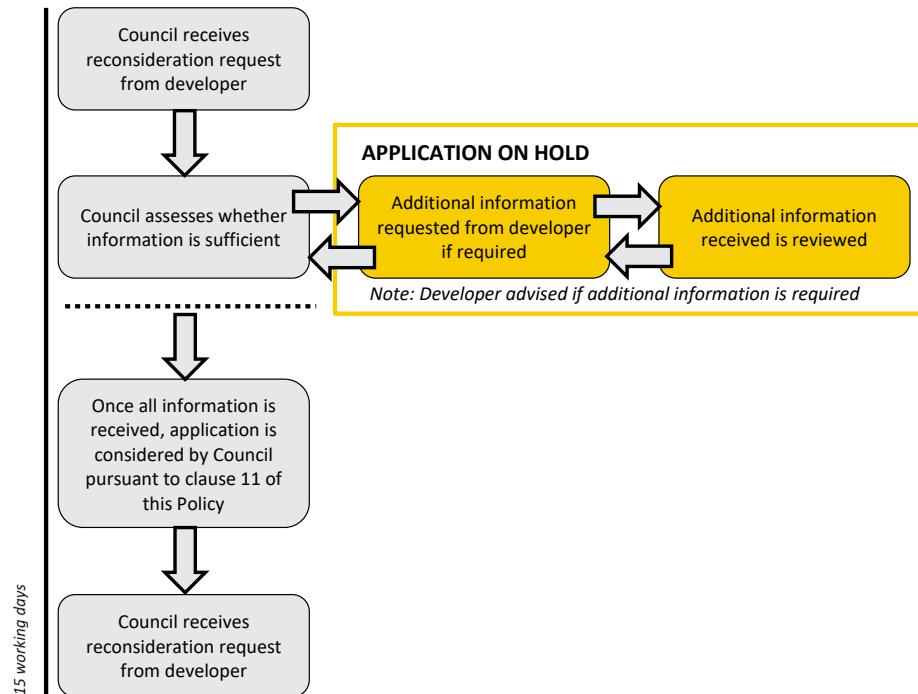 Council receives
reconsideration request
from developer
APPLICATION ON HOLD
Council assesses whether
information is sufficient
Additional information
requested from developer
if required
Additional information
received is reviewed
Note: Developer advised if additional information is required
Once all information is
received, application is
considered by Council
pursuant to clause 11 of
this Policy
Council receives
reconsideration request
from developer
15 working days